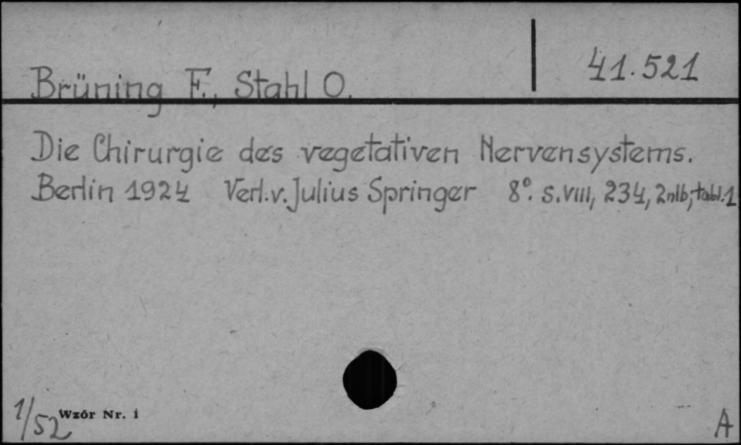 41.521
Brüning F., Stahl O.
Die Chirurgie des vegetativen Nervensystems.
Berlin 1924 Verl.v.Julius Springer 8°. S.VIII, 234, 2nlb, tabl.1
1/52
Wzór Nr. 1
A